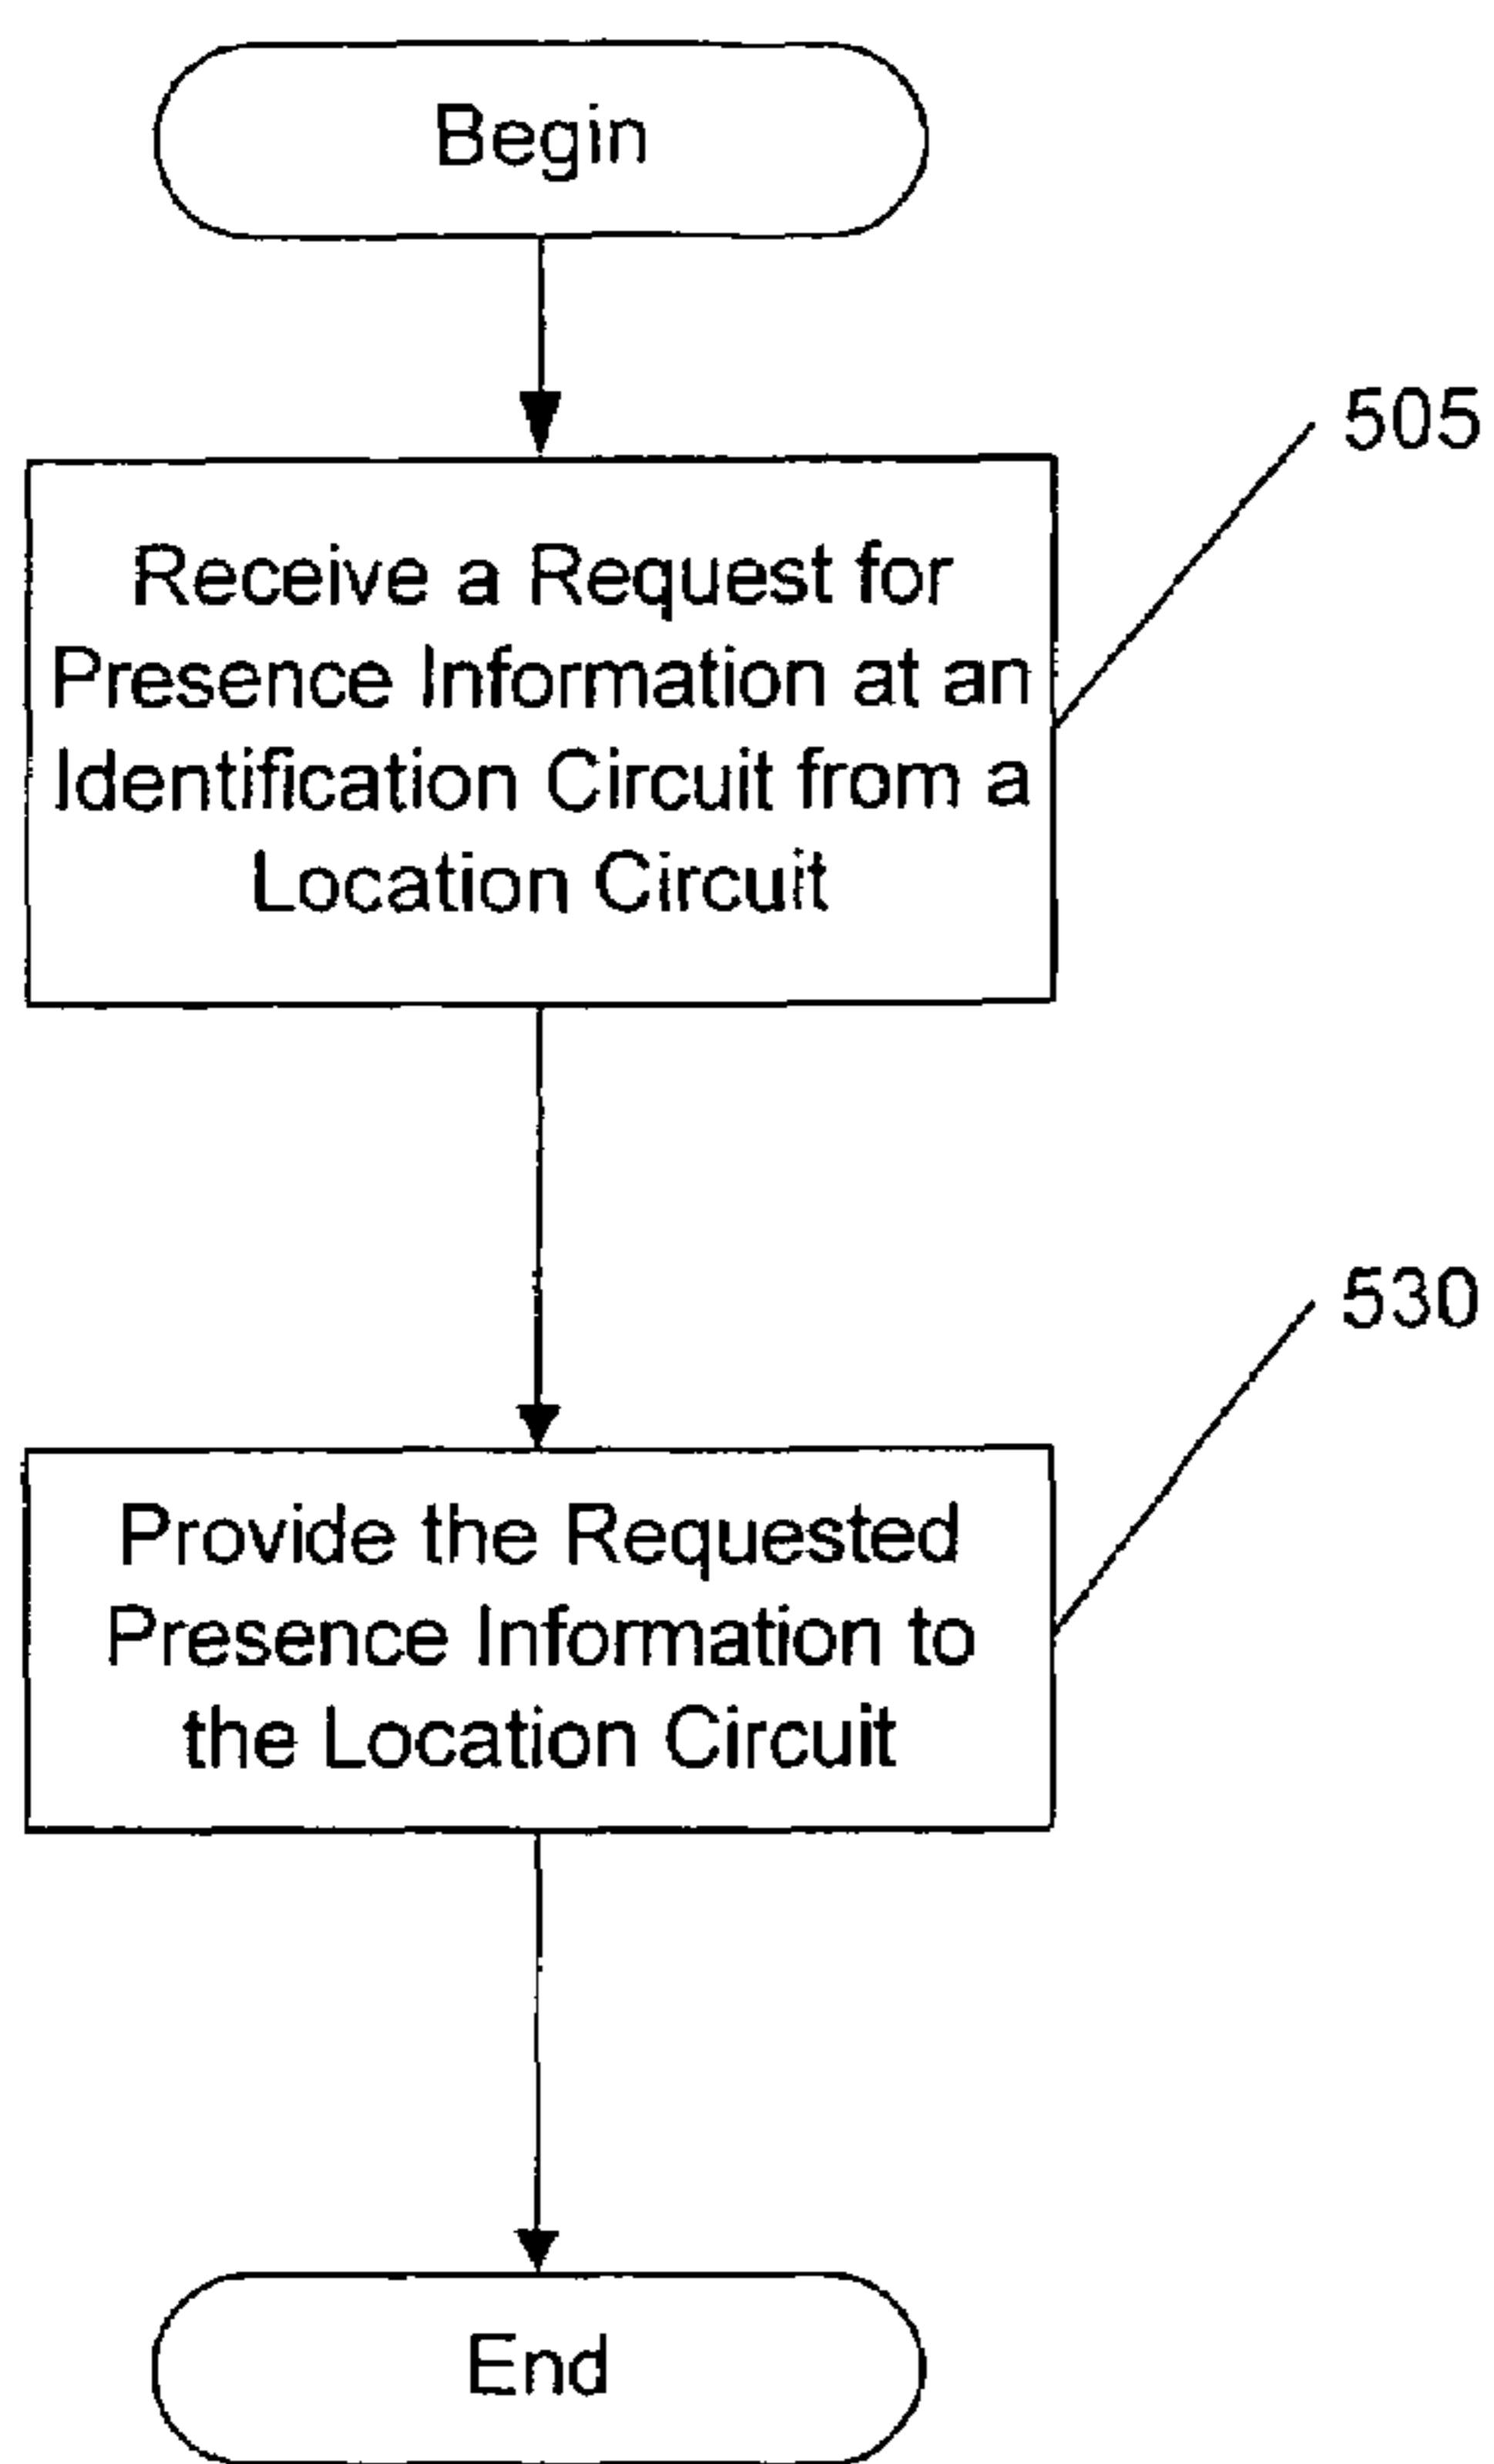 Begin
505
Receive a Request for
Presence Information at an
Identification Circuit from a
Location Circuit
530
Provide the Requested
Presence Information to
the Location Circuit
End